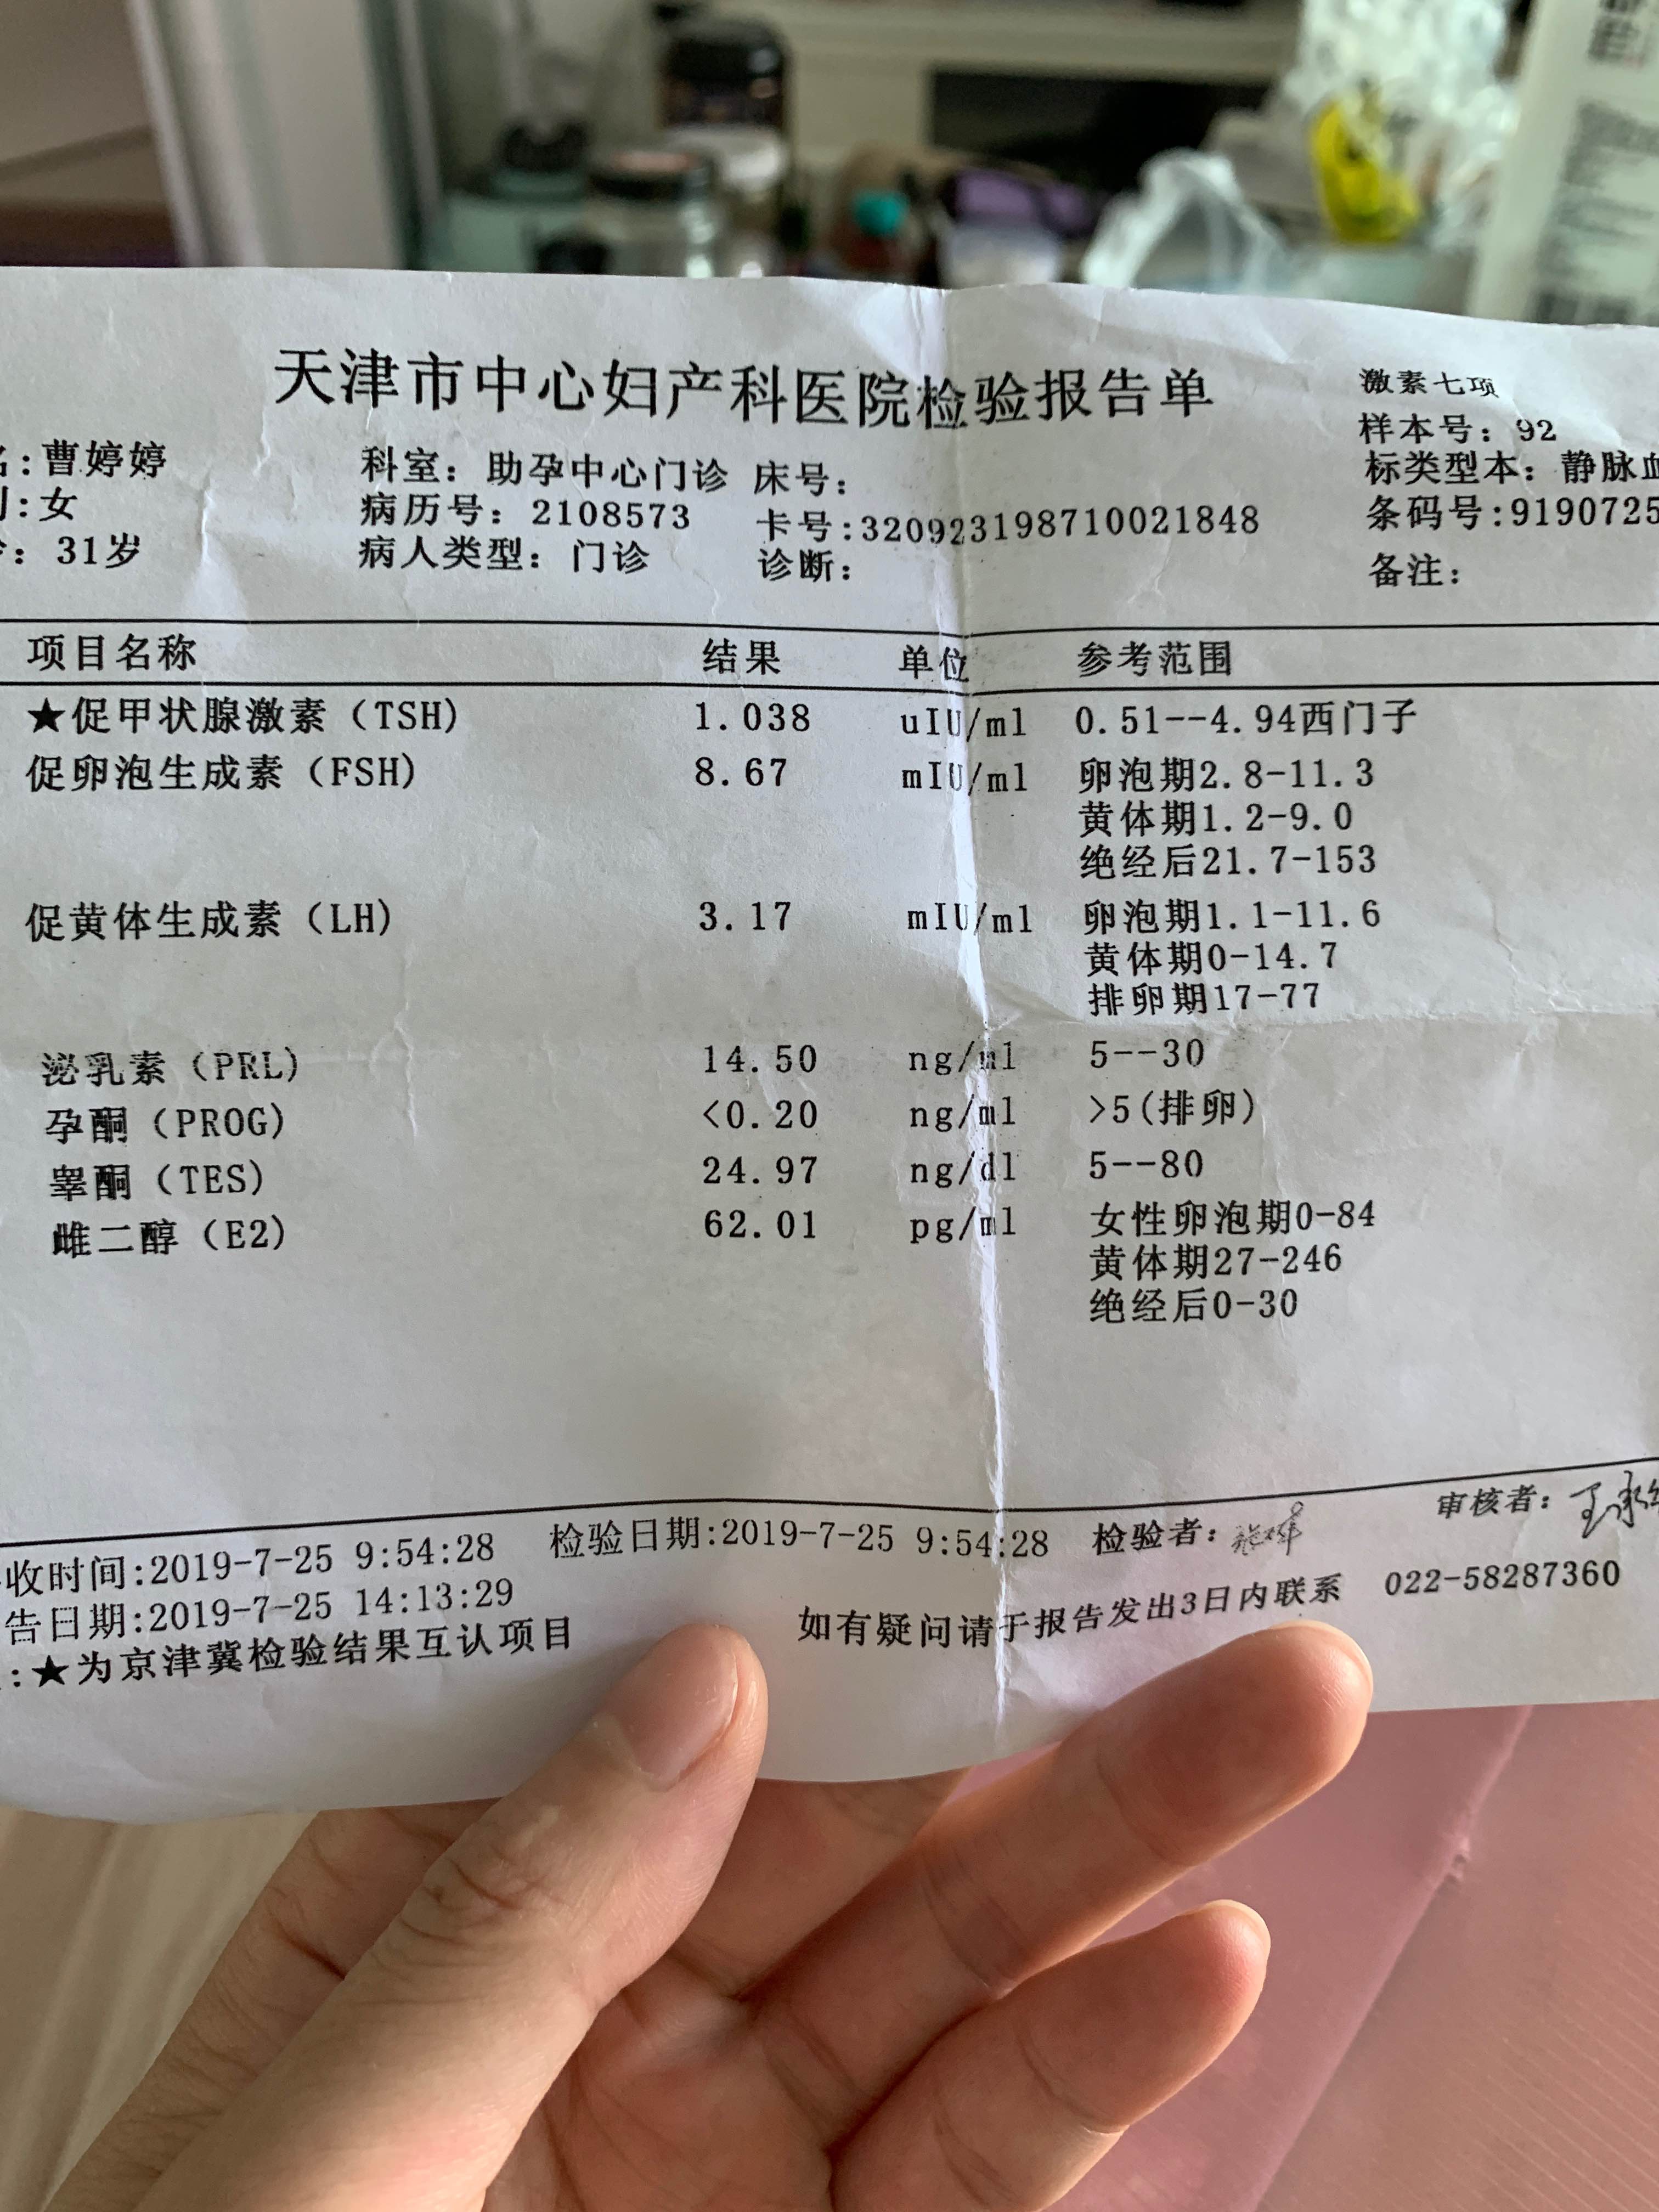 天津市中心妇产科医院检验报告单
激素七项
样本号：92
:曹婷婷 科室：助孕中心门诊 床号： 标类型本：静脉血
:女 病历号：2108573 卡号:320923198710021848 条码号:9190725
：31岁 病人类型：门诊 诊断： 备注：
项目名称 结果 单位 参考范围
★促甲状腺激素（TSH） 1.038 uIU/ml 0.51--4.94西门子
促卵泡生成素（FSH） 8.67 mIU/ml 卵泡期2.8-11.3
黄体期1.2-9.0
绝经后21.7-153
促黄体生成素（LH） 3.17 mIU/ml 卵泡期1.1-11.6
黄体期0-14.7
排卵期17-77
泌乳素（PRL） 14.50 ng/ml 5--30
孕酮（PROG） <0.20 ng/ml >5(排卵)
睾酮（TES） 24.97 ng/dl 5--80
雌二醇（E2） 62.01 pg/ml 女性卵泡期0-84
黄体期27-246
绝经后0-30
收时间:2019-7-25 9:54:28 检验日期:2019-7-25 9:54:28 检验者: 审核者:
告日期:2019-7-25 14:13:29 如有疑问请于报告发出3日内联系 022-58287360
:★为京津冀检验结果互认项目